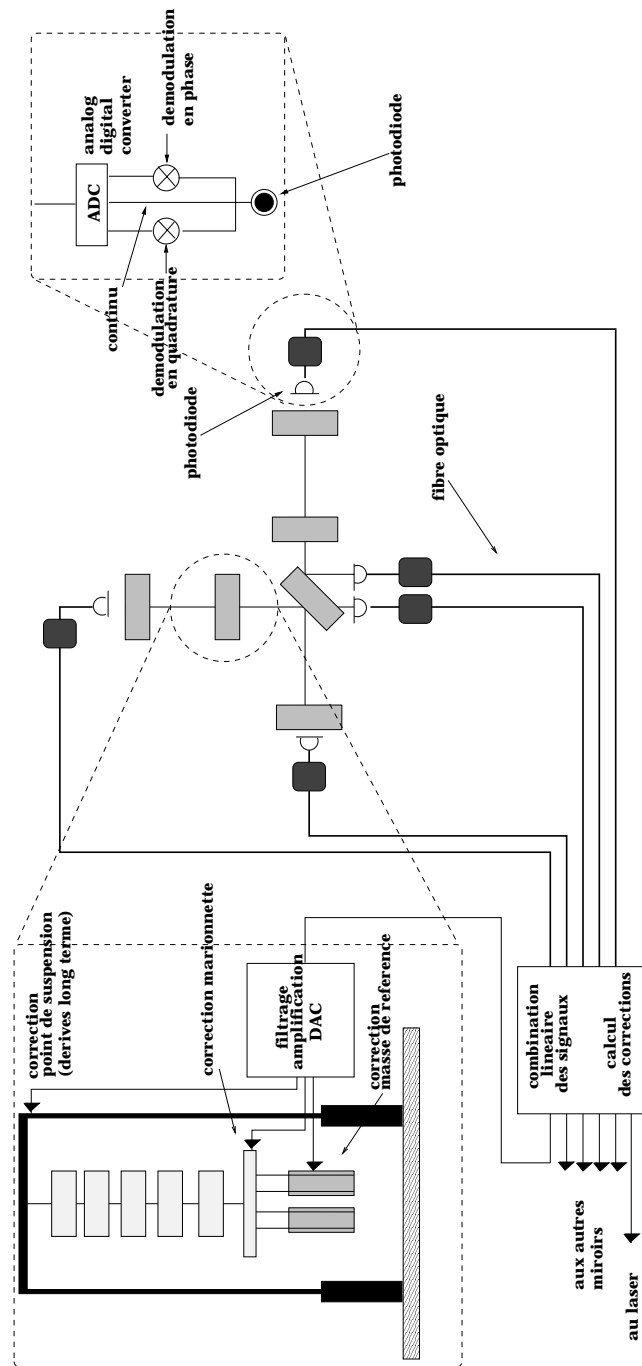 analog
digital
converter
ADC
demodulation
en phase
photodiode
continu
demodulation
en quadrature
photodiode
fibre optique
correction
point de suspension
(derives long terme)
correction marionnette
filtrage
amplification
DAC
correction
masse de reference
combination
lineaire
des signaux
calcul
des corrections
aux autres
miroirs
au laser